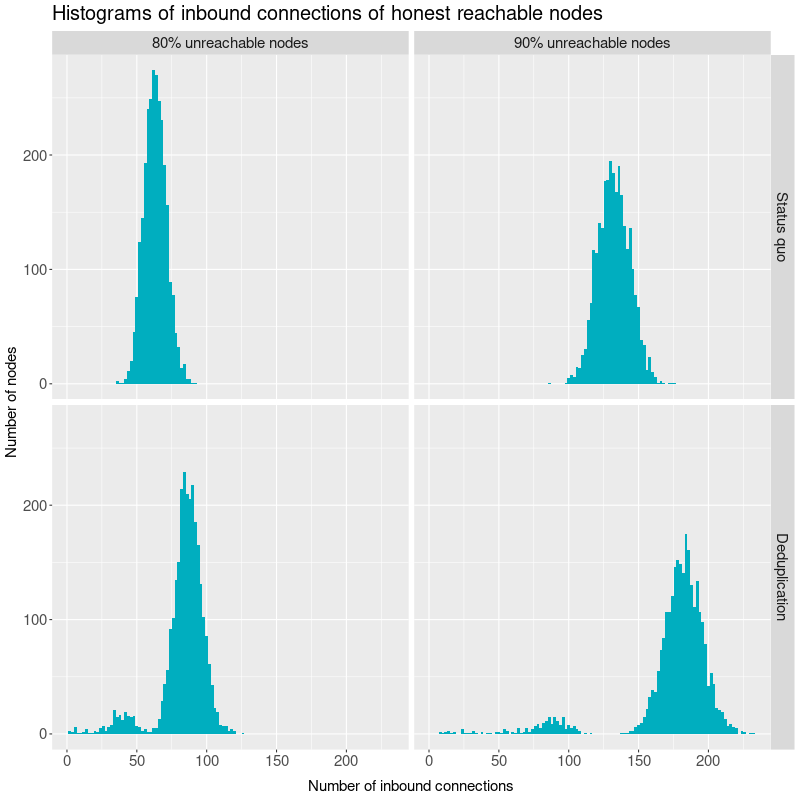 Histograms of inbound connections of honest reachable nodes
80% unreachable nodes
90% unreachable nodes
200
100
0
Status quo
Number of nodes
200
100
0
Deduplication
0 50 100 150 200
0 50 100 150 200
Number of inbound connections